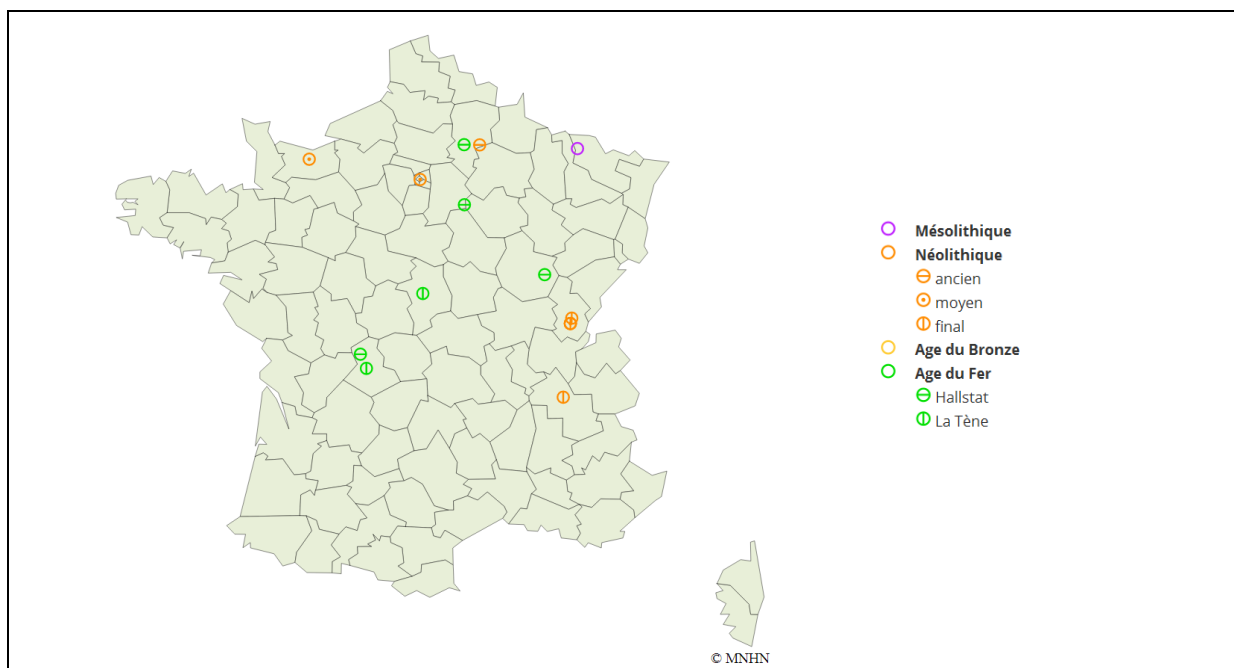 Mésolithique
Néolithique
ancien
moyen
final
Age du Bronze
Age du Fer
Hallstat
La Tène
© MNHN